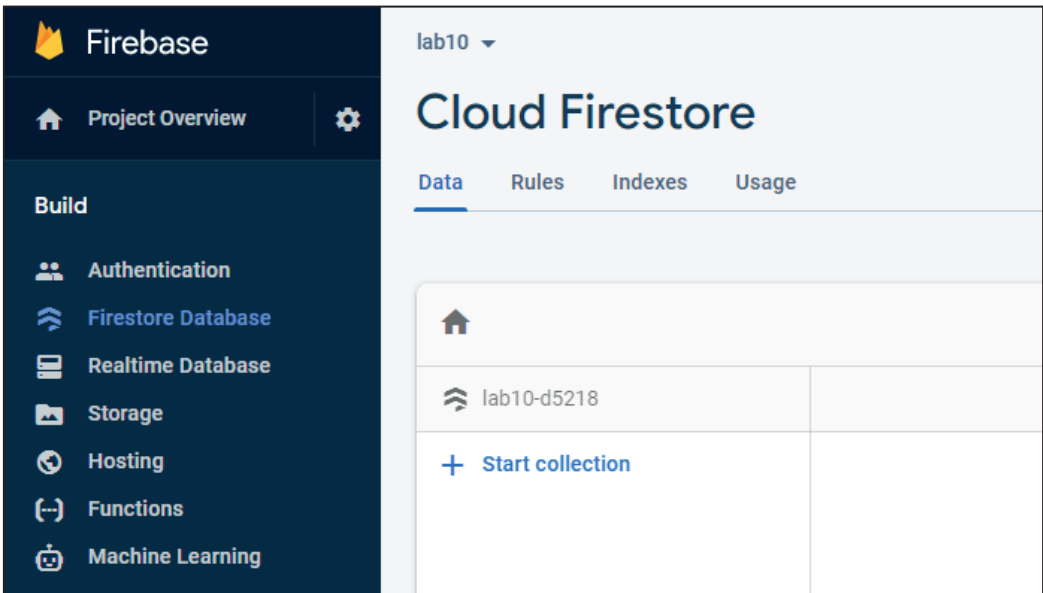 Firebase
Project Overview
Build
Authentication
Firestore Database
Realtime Database
Storage
Hosting
Functions
Machine Learning
lab10
Cloud Firestore
Data Rules Indexes Usage
lab10-d5218
+ Start collection